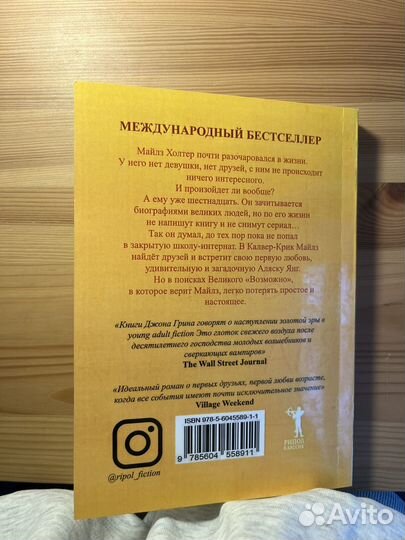 МЕЖДУНАРОДНЫЙ БЕСТСЕЛЛЕР
Майлз Холтер почти разочаровался в жизни.
У него нет девушки, нет друзей, с ним не происходит
ничего интересного.
И произойдет ли вообще?
А ему уже шестнадцать. Он зачитывается
биографиями великих людей, но по его жизни
не напишут книгу и не снимут сериал...
Так он думал, до тех пор пока не попал
в закрытую школу-интернат. В Калвер-Крик Майлз
найдёт друзей и встретит свою первую любовь,
удивительную и загадочную Аляску Янг.
Но в поисках Великого «Возможно»,
в которое верит Майлз, легко потерять простое и
настоящее.
«Книги Джона Грина говорят о наступлении золотой эры в
young adult fiction Это глоток свежего воздуха после
десятилетнего господства молодых волшебников и
сверкающих вампиров»
The Wall Street Journal
«Идеальный роман о первых друзьях, первой любви возрасте,
когда все события имеют почти исключительное значение»
Village Weekend
ISBN 978-5-6045589-1-1
9 785604 558911
@ripol_fiction
РИПОЛ
КЛАССИК
Avito